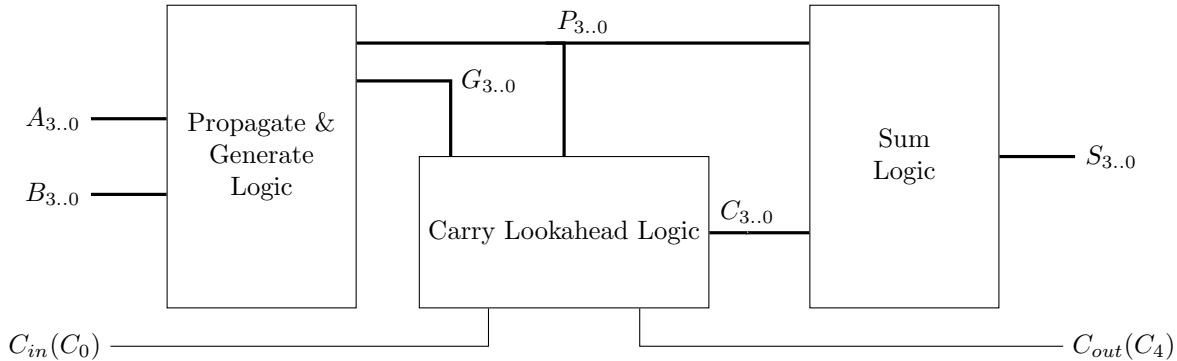 P₃..₀
G₃..₀
A₃..₀
Propagate &
Generate
Logic
B₃..₀
Sum
Logic
S₃..₀
C₃..₀
Carry Lookahead Logic
Cᵢₙ(C₀)
Cₒᵤₜ(C₄)